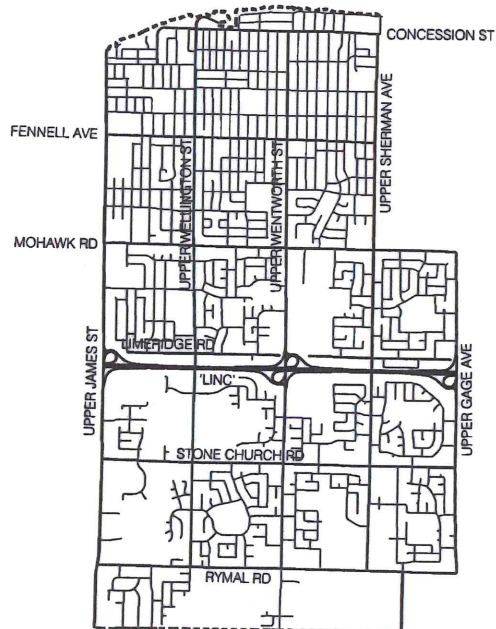 CONCESSION ST
FENNELL AVE
UPPER SHERMAN AVE
UPPER WELLINGTON ST
UPPER WENTWORTH ST
MOHAWK RD
LIMERIDGE RD
'LINC'
UPPER JAMES ST
UPPER GAGE AVE
STONE CHURCH RD
RYMAL RD